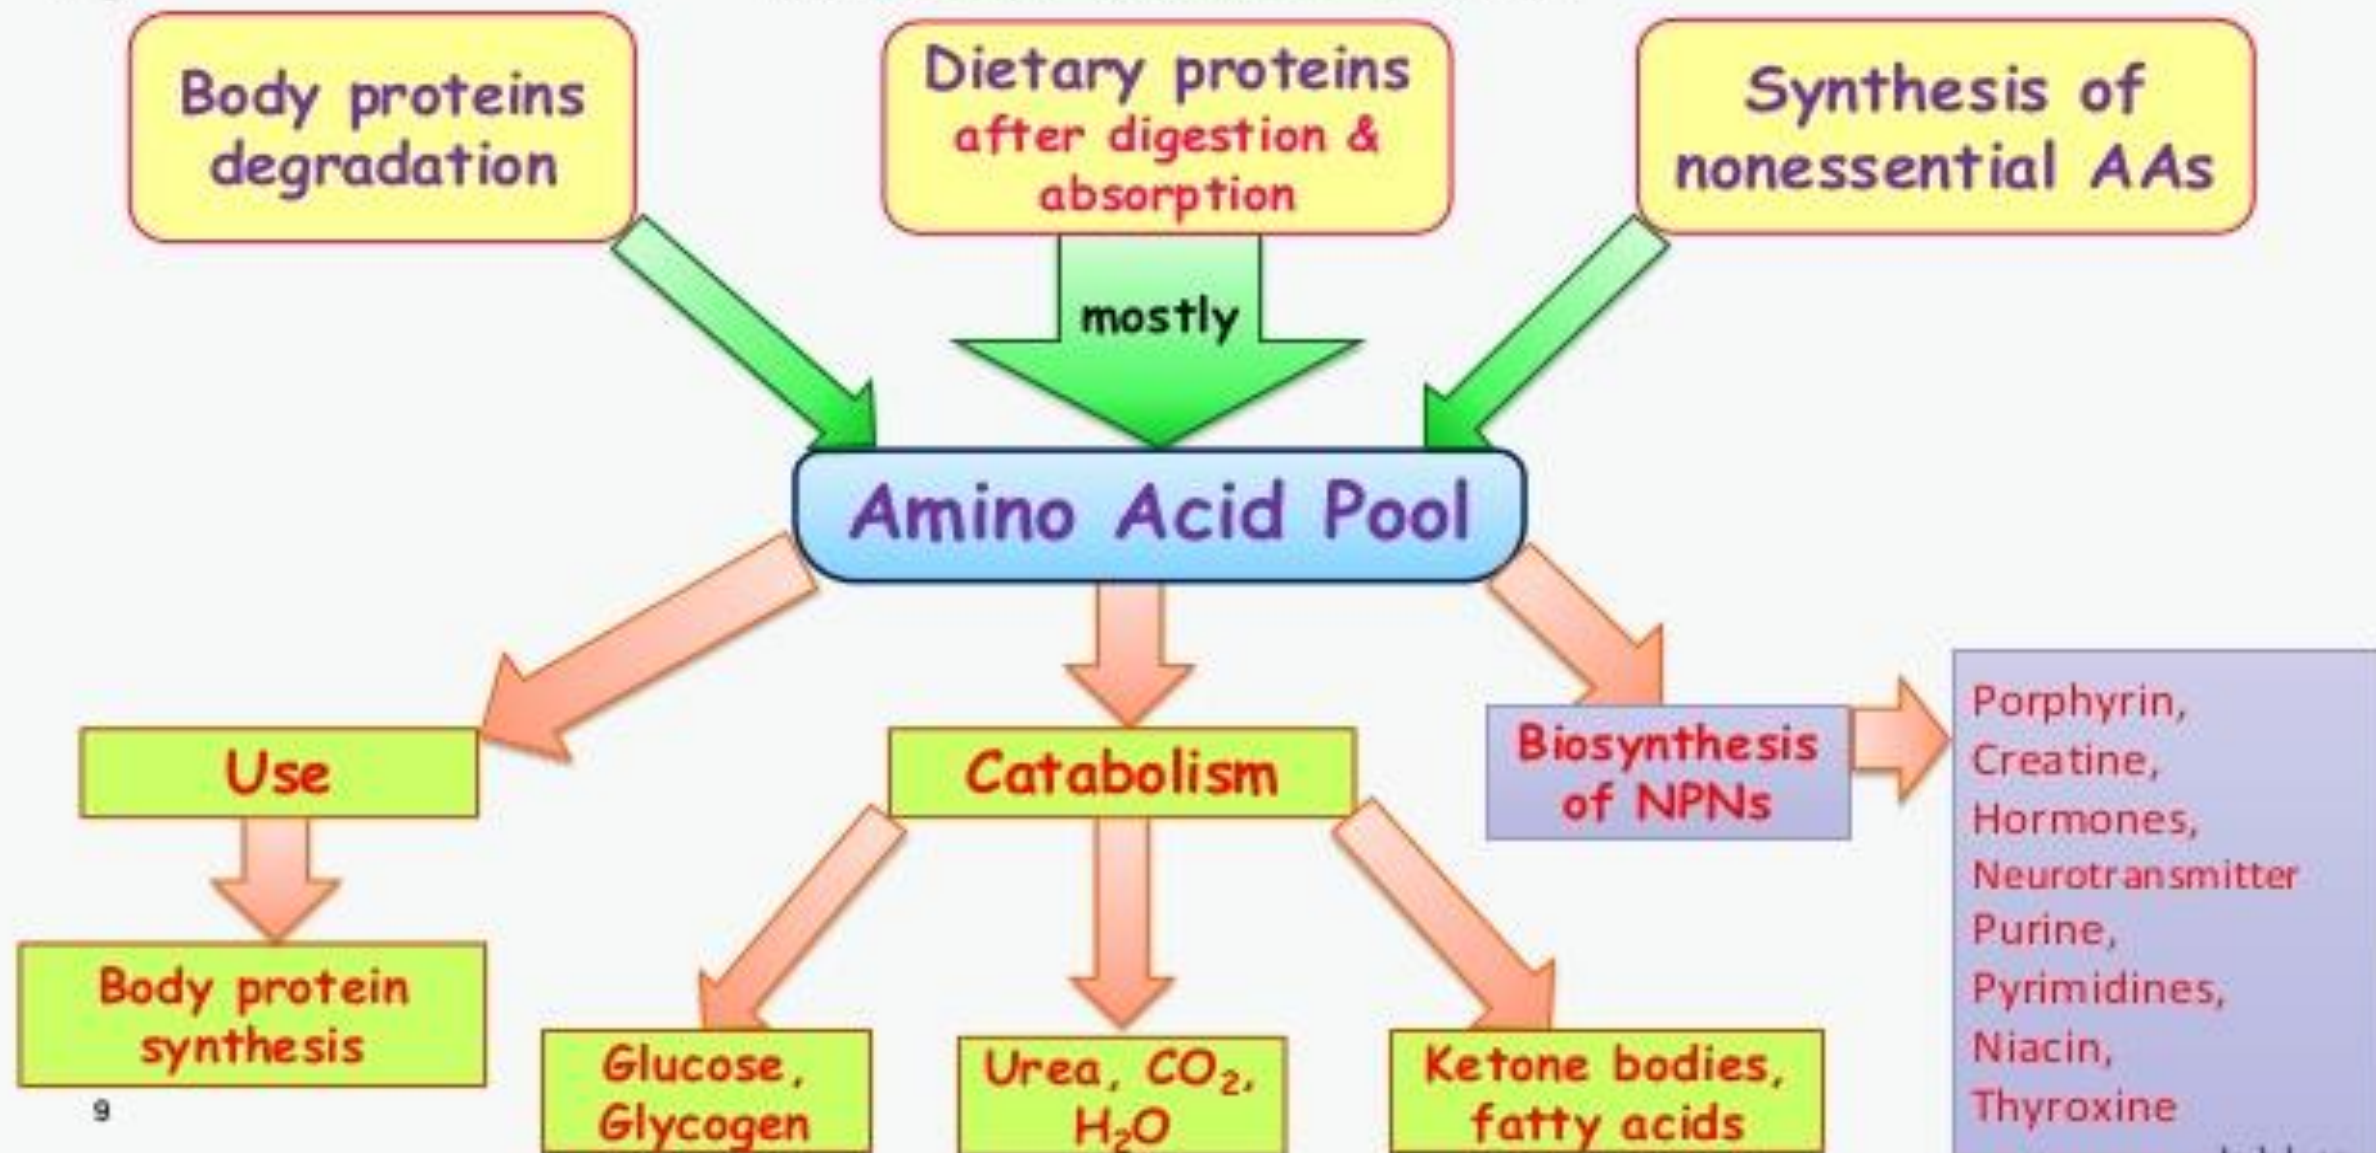 Body proteins
degradation
Dietary proteins
after digestion &
absorption
Synthesis of
nonessential AAs
mostly
Amino Acid Pool
Use
Catabolism
Biosynthesis
of NPNs
Porphyrin,
Creatine,
Hormones,
Neurotransmitter
Purine,
Pyrimidines,
Niacin,
Thyroxine
Body protein
synthesis
Glucose,
Glycogen
Urea, CO₂,
H₂O
Ketone bodies,
fatty acids
9